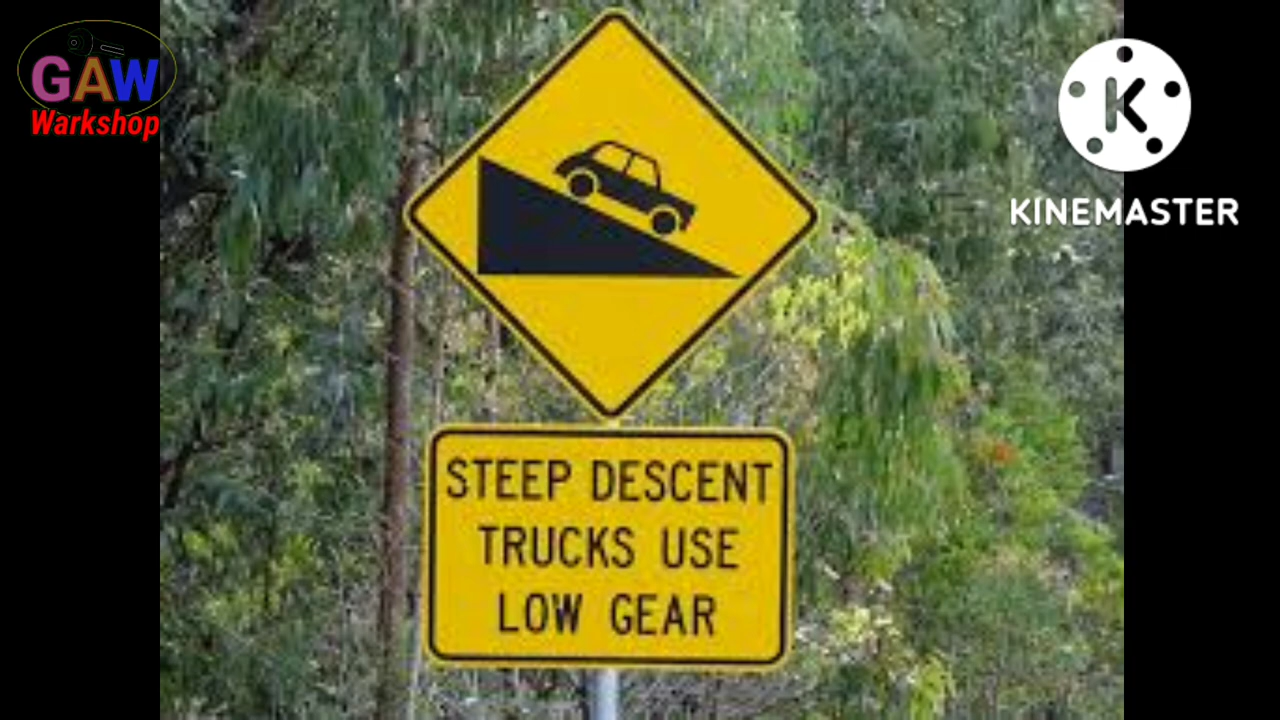 GAW
Warkshop
K
KINEMASTER
STEEP DESCENT
TRUCKS USE
LOW GEAR